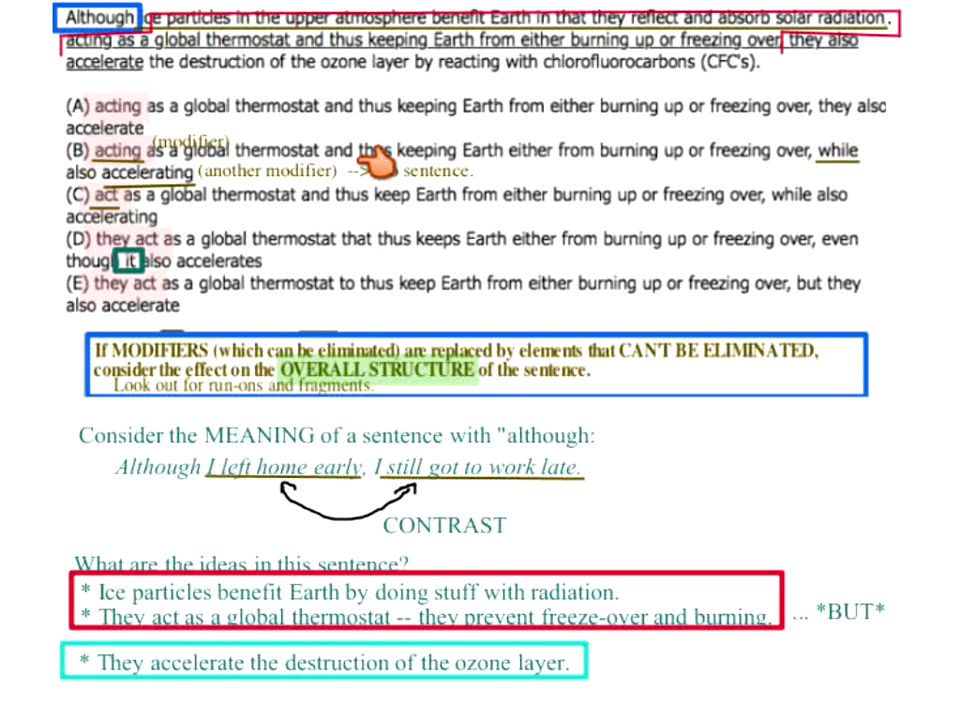 Although ice particles in the upper atmosphere benefit Earth in that they reflect and absorb solar radiation,
acting as a global thermostat and thus keeping Earth from either burning up or freezing over, they also
accelerate the destruction of the ozone layer by reacting with chlorofluorocarbons (CFC's).
(A) acting as a global thermostat and thus keeping Earth from either burning up or freezing over, they also
accelerate
(modifier)
(B) acting as a global thermostat and thus keeping Earth either from burning up or freezing over, while
also accelerating (another modifier) --> sentence.
(C) act as a global thermostat and thus keep Earth from either burning up or freezing over, while also
accelerating
(D) they act as a global thermostat that thus keeps Earth either from burning up or freezing over, even
though it also accelerates
(E) they act as a global thermostat to thus keep Earth from either burning up or freezing over, but they
also accelerate
If MODIFIERS (which can be eliminated) are replaced by elements that CAN'T BE ELIMINATED,
consider the effect on the OVERALL STRUCTURE of the sentence.
Look out for run-ons and fragments.
Consider the MEANING of a sentence with "although:
Although I left home early, I still got to work late.
CONTRAST
What are the ideas in this sentence?
* Ice particles benefit Earth by doing stuff with radiation.
* They act as a global thermostat -- they prevent freeze-over and burning. ... *BUT*
* They accelerate the destruction of the ozone layer.